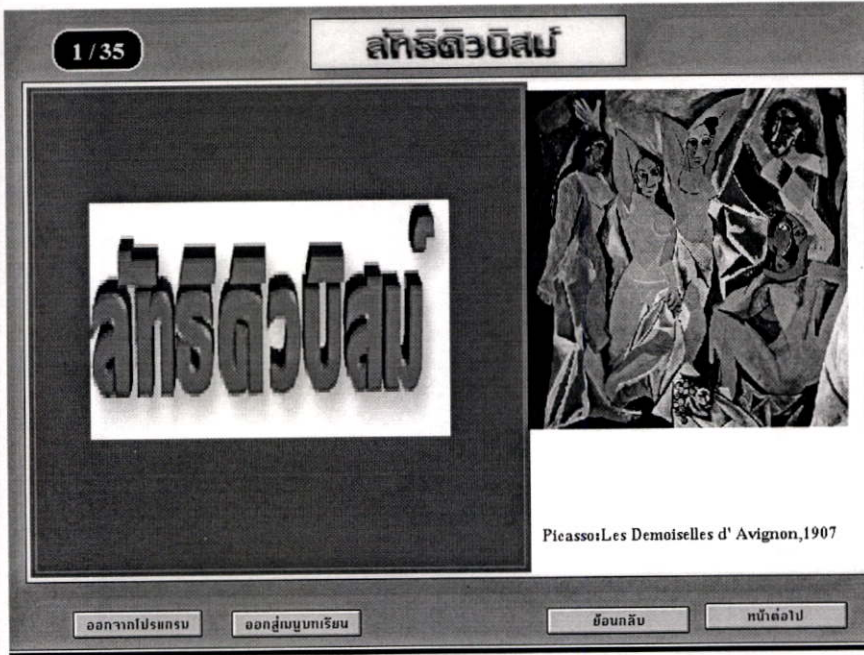 1/35
ลัทธิคิวบิสม์
ลัทธิคิวบิสม์
Picasso:Les Demoiselles d' Avignon,1907
ออกจากโปรแกรม
ออกสู่เมนูบทเรียน
ย้อนกลับ
หน้าต่อไป